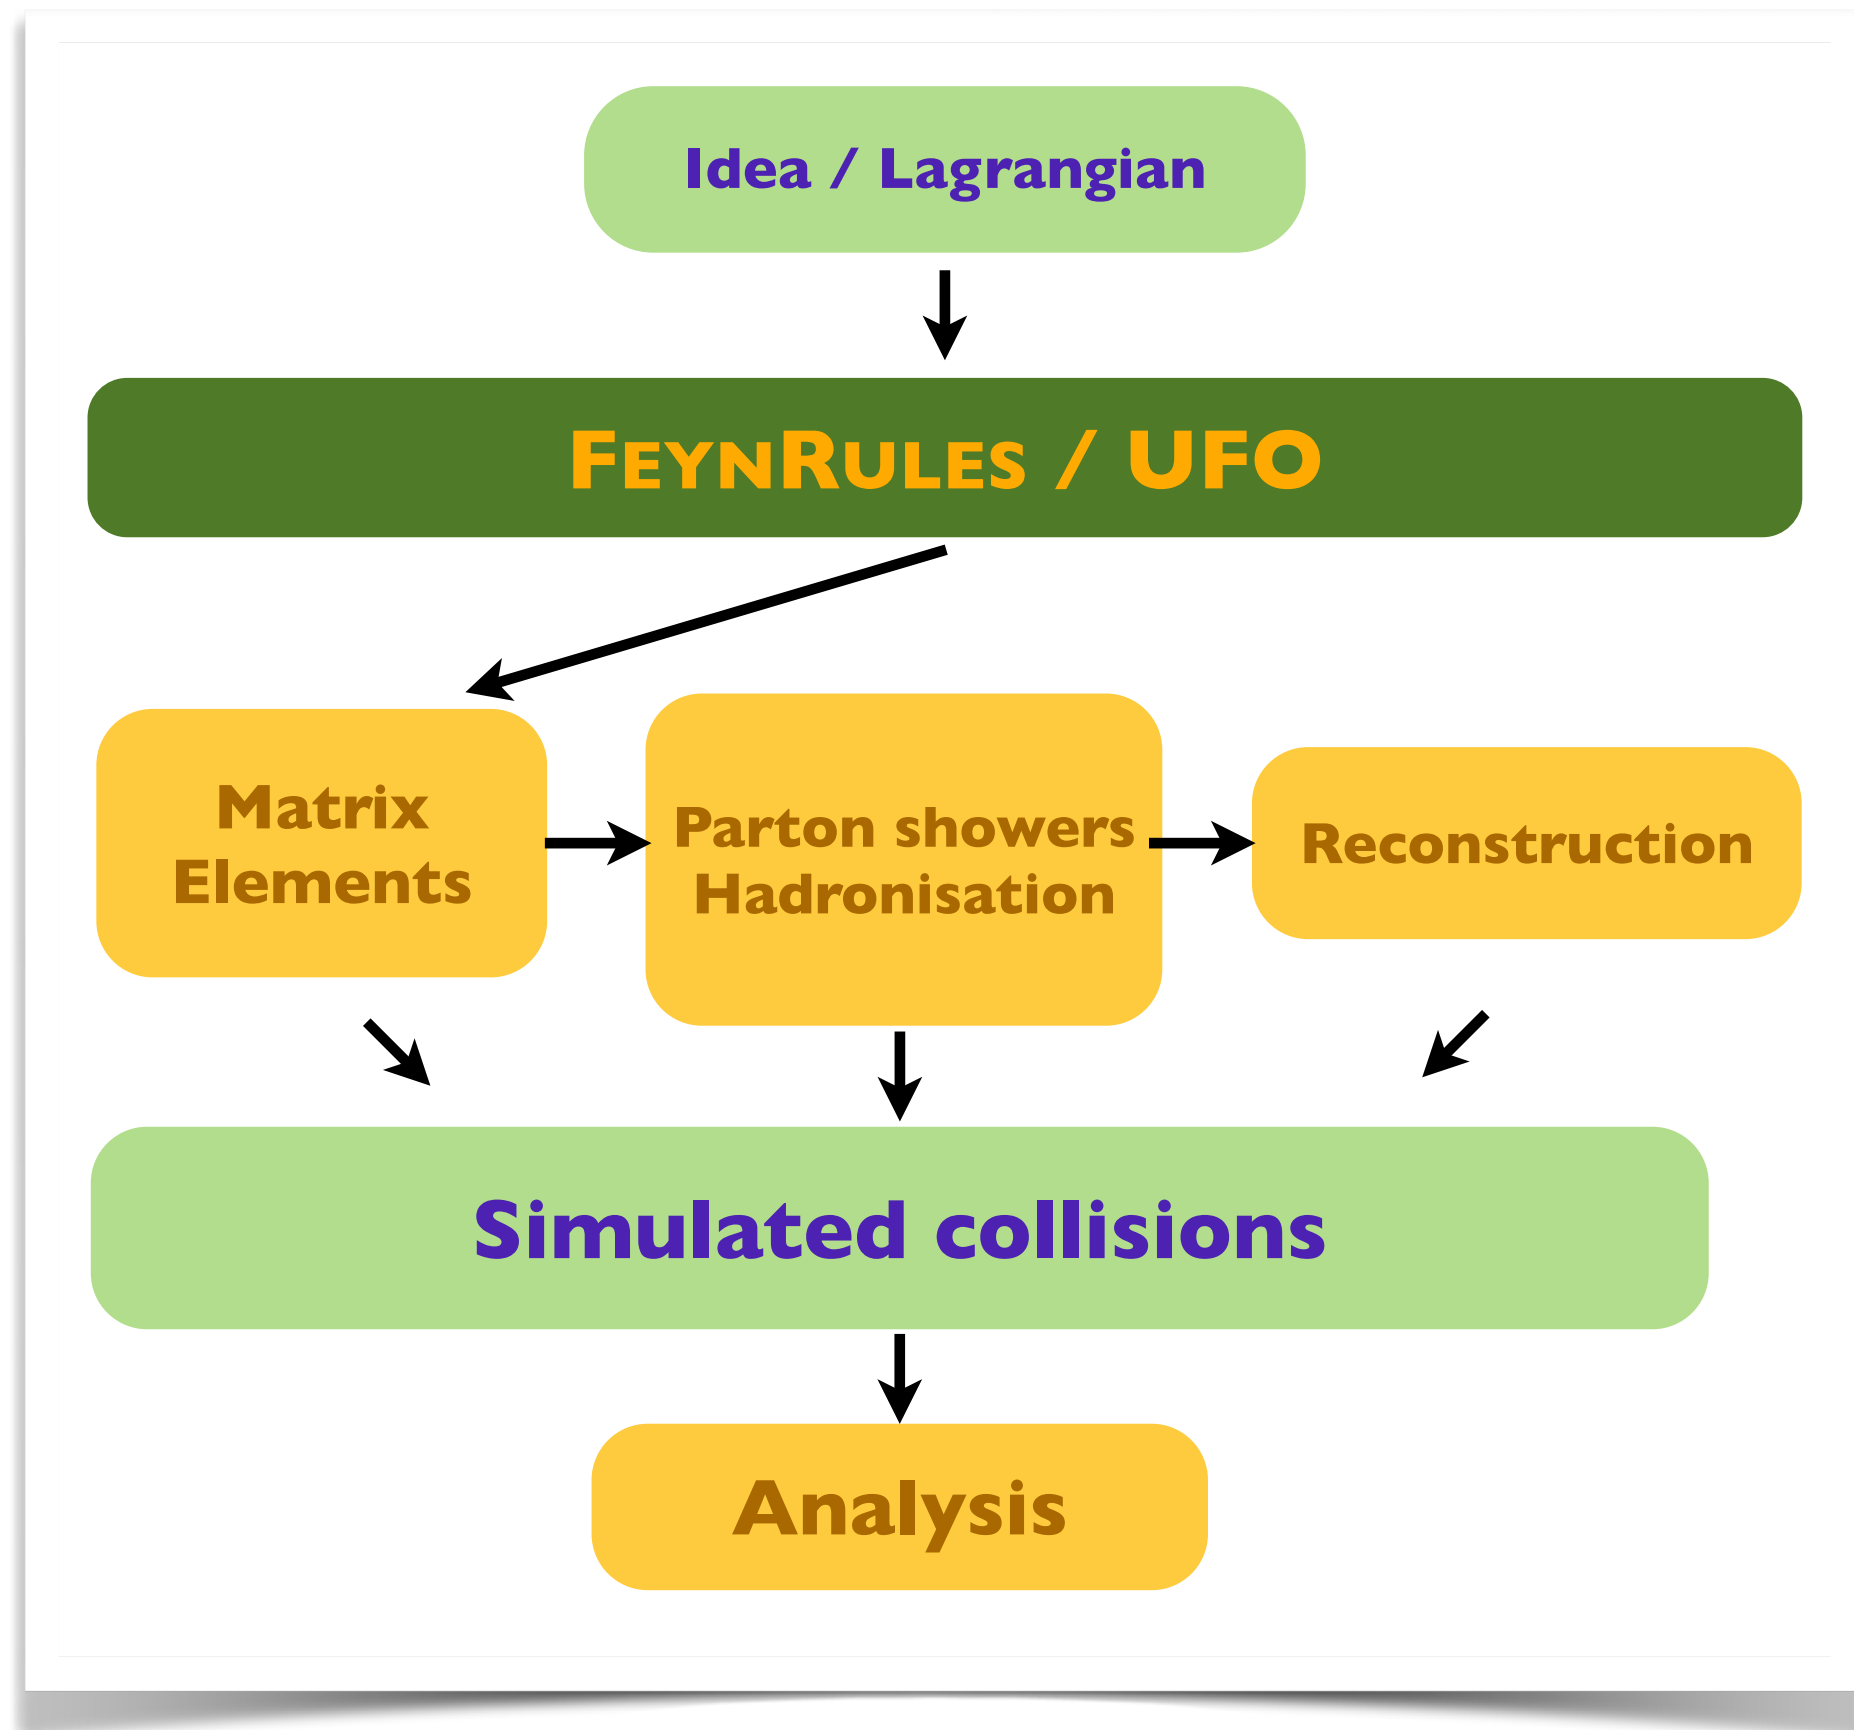 Idea / Lagrangian
FEYNRULES / UFO
Matrix
Elements
Parton showers
Hadronisation
Reconstruction
Simulated collisions
Analysis